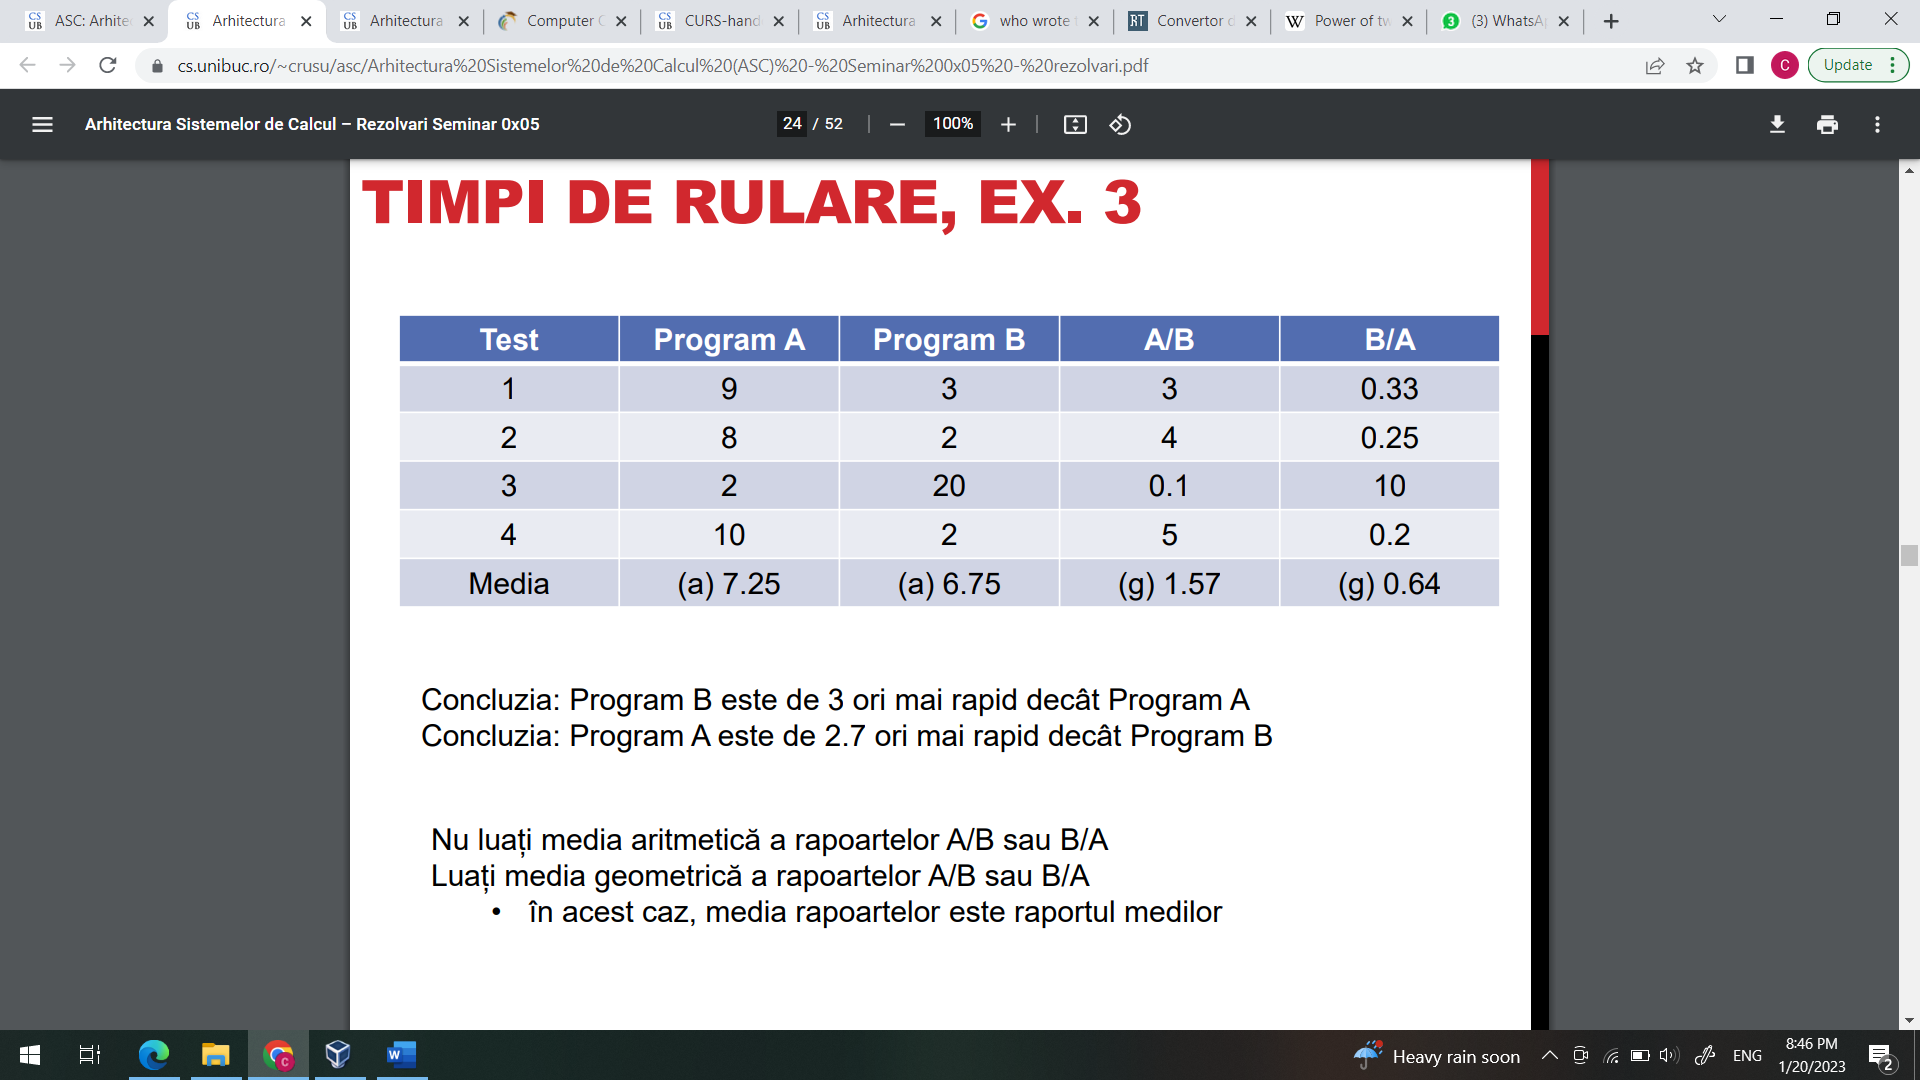 ASC: Arhite
Arhitectura
Arhitectura
Computer
CURS-hand
Arhitectura
who wrote
Convertor
Power of tw
(3) WhatsA
cs.unibuc.ro/~crusu/asc/Arhitectura%20Sistemelor%20de%20Calcul%20(ASC)%20-%20Seminar%200x05%20-%20rezolvari.pdf
C
Update
Arhitectura Sistemelor de Calcul – Rezolvari Seminar 0x05
24 / 52
100%
TIMPI DE RULARE, EX. 3
Test Program A Program B A/B B/A
1 9 3 3 0.33
2 8 2 4 0.25
3 2 20 0.1 10
4 10 2 5 0.2
Media (a) 7.25 (a) 6.75 (g) 1.57 (g) 0.64
Concluzia: Program B este de 3 ori mai rapid decât Program A
Concluzia: Program A este de 2.7 ori mai rapid decât Program B
Nu luați media aritmetică a rapoartelor A/B sau B/A
Luați media geometrică a rapoartelor A/B sau B/A
• în acest caz, media rapoartelor este raportul medilor
Heavy rain soon
ENG
8:46 PM
1/20/2023
2